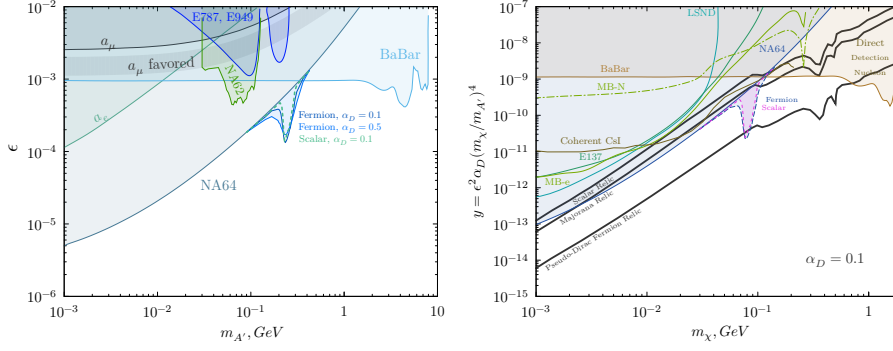 10⁻²
10⁻³
10⁻⁴
10⁻⁵
10⁻⁶
ϵ
E787, E949
a_μ
a_μ favored
NA62
BaBar
a_e
Fermion, α_D = 0.1
Fermion, α_D = 0.5
Scalar, α_D = 0.1
NA64
10⁻³
10⁻²
10⁻¹
1
10
m_A′, GeV
10⁻⁷
10⁻⁸
10⁻⁹
10⁻¹⁰
10⁻¹¹
10⁻¹²
10⁻¹³
10⁻¹⁴
10⁻¹⁵
y = ϵ²α_D(m_χ/m_A′)⁴
LSND
NA64
Direct
Detection
Nucleon
BaBar
MB-N
Fermion
Scalar
Coherent CsI
E137
MB-e
Scalar Relic
Majorana Relic
Pseudo-Dirac Fermion Relic
α_D = 0.1
10⁻³
10⁻²
10⁻¹
1
m_χ, GeV